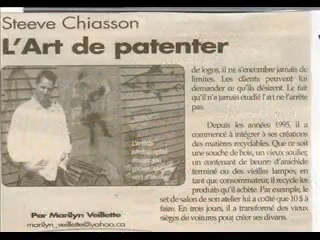 Steeve Chiasson
L'Art de patenter
de logos, il ne s'encombre jamais de
limites. Les clients peuvent lui
demander ce qu'ils désirent. Le fait
qu'il n'a jamais étudié l'art ne l'arrête
pas.
Depuis les années 1995, il a
commencé à intégrer à ses créations
des matières recyclables. Que ce soit
une souche de bois, un vieux soulier,
un contenant de beurre d'arachide
terminé ou des vieilles lampes, en
tant que consommateur, il recycle les
produits qu'il achète. Par exemple, le
set de salon de son atelier lui a coûté que 10 $ à
faire. En trois jours, il a transformé des vieux
sièges de voitures pour créer ses divans.
L'artiste
Par Marilyn Veillette
marilyn_veillette@yahoo.ca